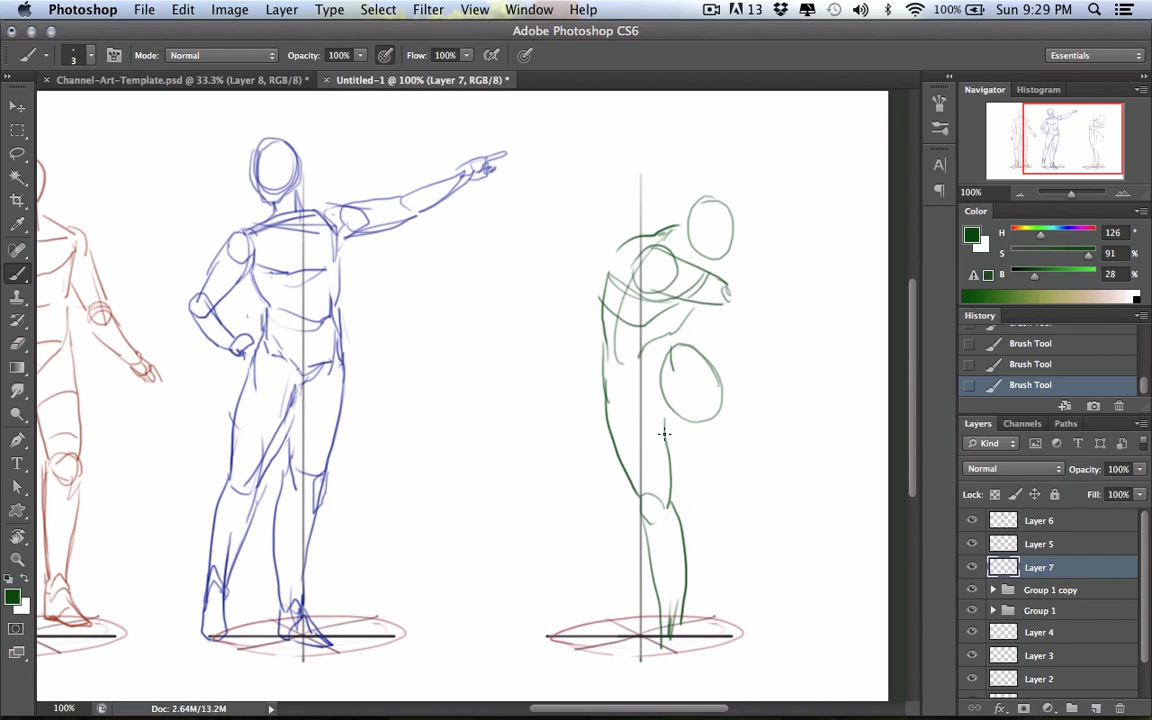 Photoshop File Edit Image Layer Type Select Filter View Window Help 13 100% Sun 9:29 PM
Adobe Photoshop CS6
3 Mode: Normal Opacity: 100% Flow: 100% Essentials
Channel-Art-Template.psd @ 33.3% (Layer 8, RGB/8) * Untitled-1 @ 100% (Layer 7, RGB/8) *
Navigator Histogram
100%
Color
H 126 °
S 91 %
B 28 %
History
Brush Tool
Brush Tool
Brush Tool
Brush Tool
Layers Channels Paths
Kind
Normal Opacity: 100%
Lock: Fill: 100%
Layer 6
Layer 5
Layer 7
Group 1 copy
Group 1
Layer 4
Layer 3
Layer 2
100% Doc: 2.64M/13.2M